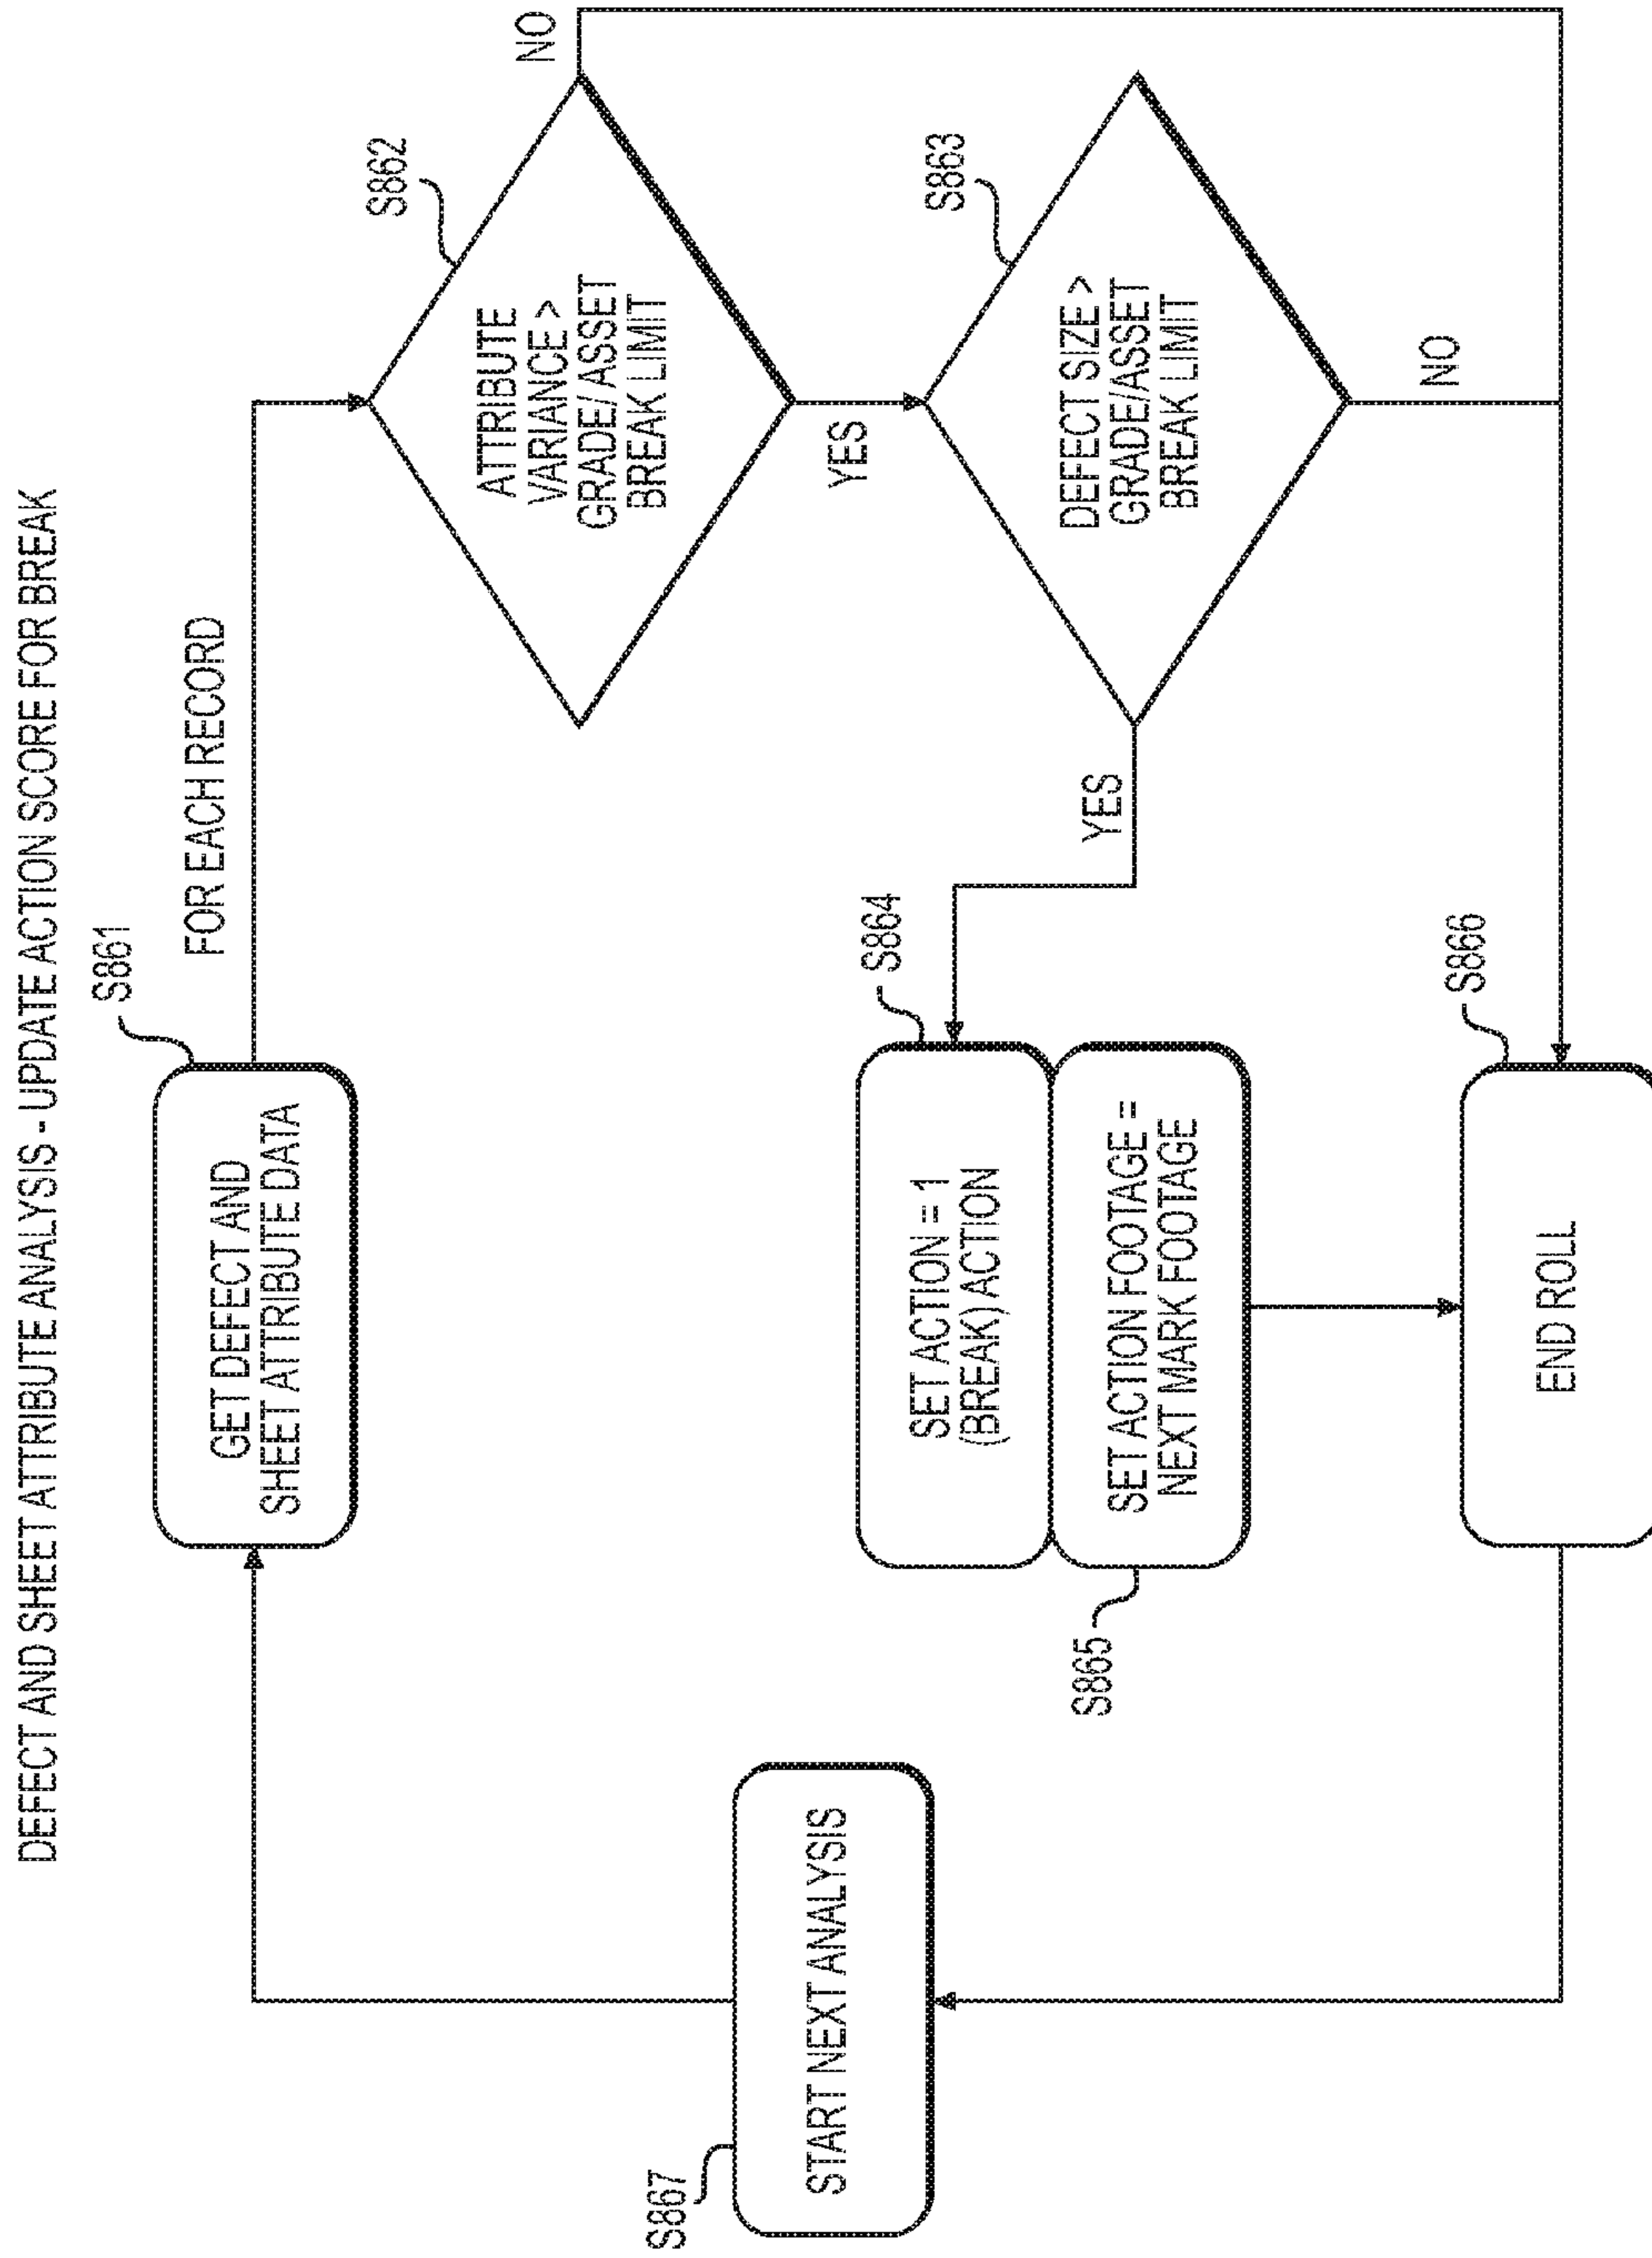 DEFECT AND SHEET ATTRIBUTE ANALYSIS - UPDATE ACTION SCORE FOR BREAK
S861
GET DEFECT AND
SHEET ATTRIBUTE DATA
FOR EACH RECORD
S862
ATTRIBUTE
VARIANCE >
GRADE/ASSET
BREAK LIMIT
NO
YES
S863
DEFECT SIZE >
GRADE/ASSET
BREAK LIMIT
NO
YES
S864
SET ACTION = 1
(BREAK) ACTION
S865
SET ACTION FOOTAGE =
NEXT MARK FOOTAGE
S866
END ROLL
S867
START NEXT ANALYSIS